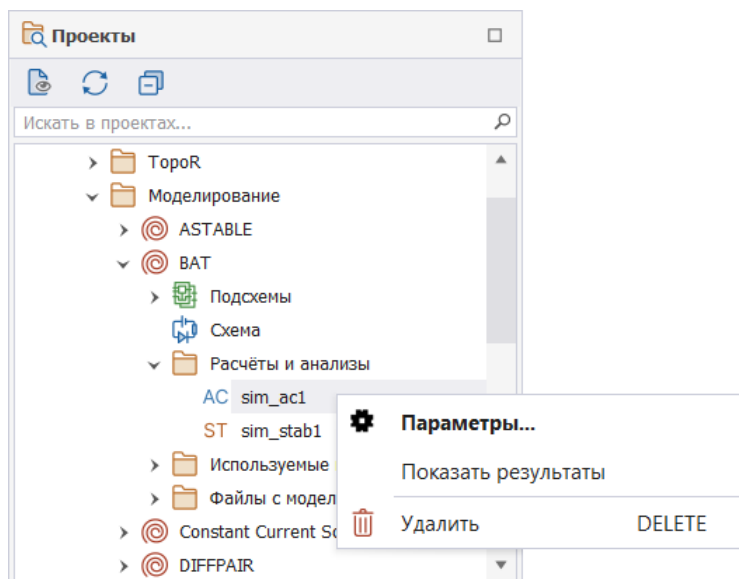 Проекты
Искать в проектах...
TopoR
Моделирование
ASTABLE
BAT
Подсхемы
Схема
Расчёты и анализы
AC sim_ac1
ST sim_stab1
Параметры...
Показать результаты
Удалить DELETE
Используемые
Файлы с модел
Constant Current So
DIFFPAIR